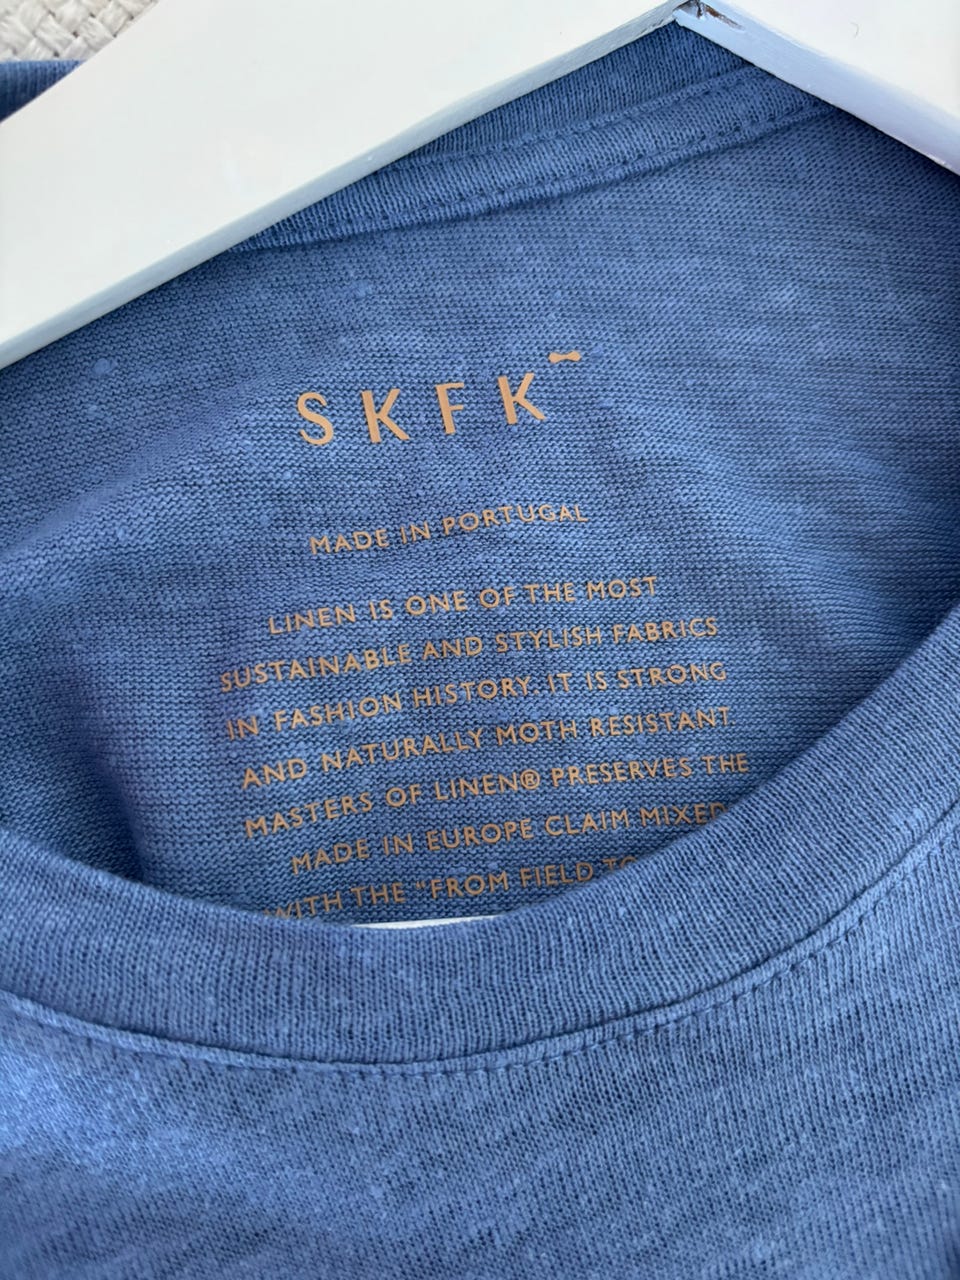 SKFK
MADE IN PORTUGAL
LINEN IS ONE OF THE MOST
SUSTAINABLE AND STYLISH FABRICS
IN FASHION HISTORY. IT IS STRONG
AND NATURALLY MOTH RESISTANT
MASTERS OF LINEN® PRESERVES THE
MADE IN EUROPE CLAIM MIXED
WITH THE "FROM FIELD TO